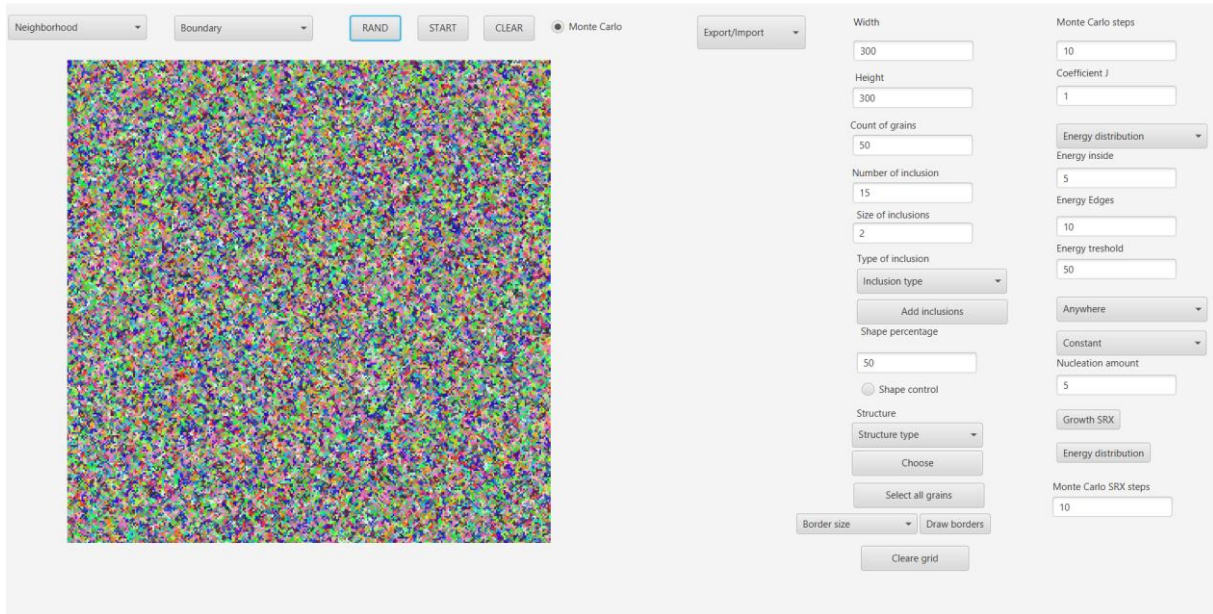 Neighborhood
Boundary
RAND
START
CLEAR
Monte Carlo
Export/Import
Width
300
Height
300
Count of grains
50
Number of inclusion
15
Size of inclusions
2
Type of inclusion
Inclusion type
Add inclusions
Shape percentage
50
Shape control
Structure
Structure type
Choose
Select all grains
Border size
Draw borders
Cleare grid
Monte Carlo steps
10
Coefficient J
1
Energy distribution
Energy inside
5
Energy Edges
10
Energy treshold
50
Anywhere
Constant
Nucleation amount
5
Growth SRX
Energy distribution
Monte Carlo SRX steps
10